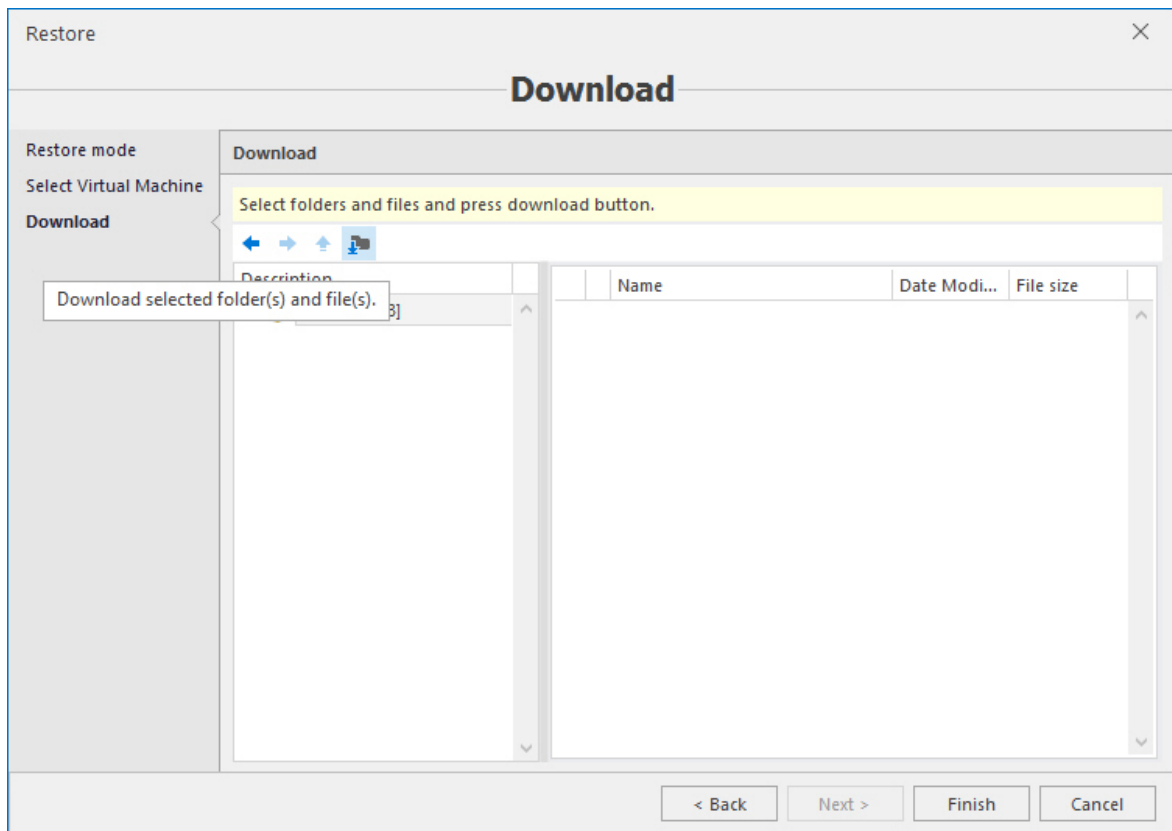 Restore
Download
Restore mode
Select Virtual Machine
Download
Download
Select folders and files and press download button.
Description
Download selected folder(s) and file(s).
Name
Date Modi...
File size
< Back
Next >
Finish
Cancel